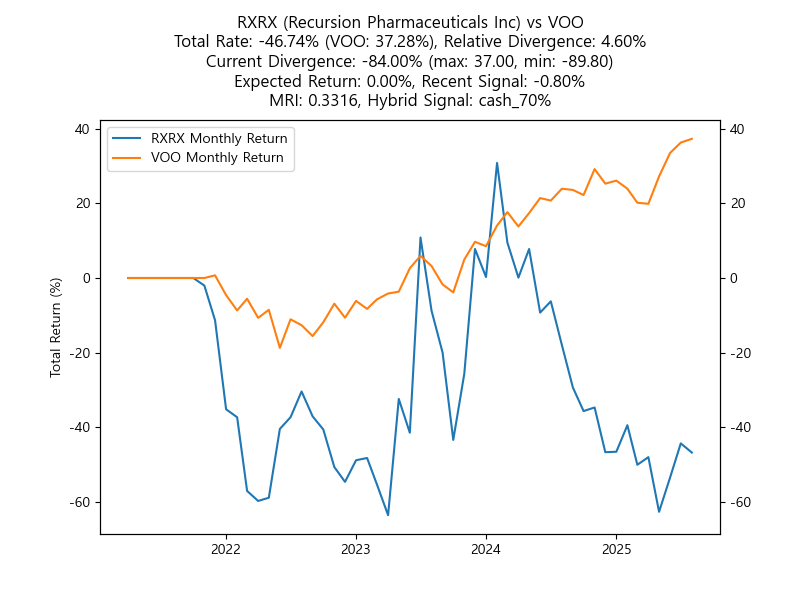 RXRX (Recursion Pharmaceuticals Inc) vs VOO
Total Rate: -46.74% (VOO: 37.28%), Relative Divergence: 4.60%
Current Divergence: -84.00% (max: 37.00, min: -89.80)
Expected Return: 0.00%, Recent Signal: -0.80%
MRI: 0.3316, Hybrid Signal: cash_70%
RXRX Monthly Return
VOO Monthly Return
Total Return (%)
40
20
0
-20
-40
-60
40
20
0
-20
-40
-60
2022
2023
2024
2025